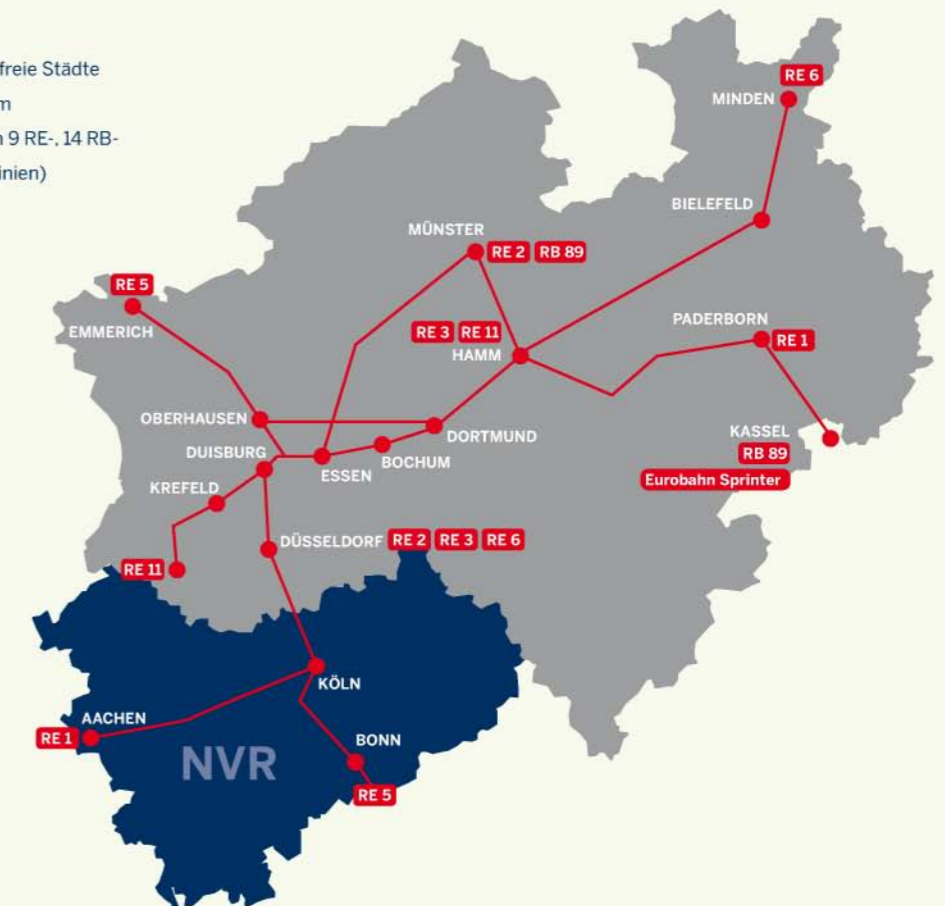 freie Städte
m
n 9 RE-, 14 RB-
inien)
RE 6
MINDEN
BIELEFELD
MÜNSTER
RE 2 RB 89
RE 5
EMMERICH
RE 3 RE 11
HAMM
PADERBORN
RE 1
OBERHAUSEN
DORTMUND
KASSEL
RB 89
Eurobahn Sprinter
DUISBURG
ESSEN
BOCHUM
KREFELD
DÜSSELDORF RE 2 RE 3 RE 6
RE 11
KÖLN
AACHEN
RE 1
BONN
NVR
RE 5